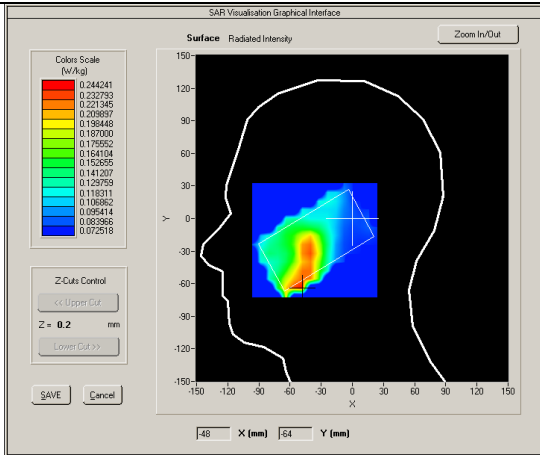 SAR Visualisation Graphical Interface
Surface Radiated Intensity
Zoom In/Out
Colors Scale
(W/kg)
0.244241
0.232793
0.221345
0.209897
0.198448
0.187000
0.175552
0.164104
0.152655
0.141207
0.129759
0.118311
0.106862
0.095414
0.083966
0.072518
Z-Cuts Control
<< Upper Cut
Z = 0.2 mm
Lower Cut >>
SAVE
Cancel
150
120
90
60
30
0
-30
-60
-90
-120
-150
Y
-150 -120 -90 -60 -30 0 30 60 90 120 150
X
-48 X (mm) -64 Y (mm)